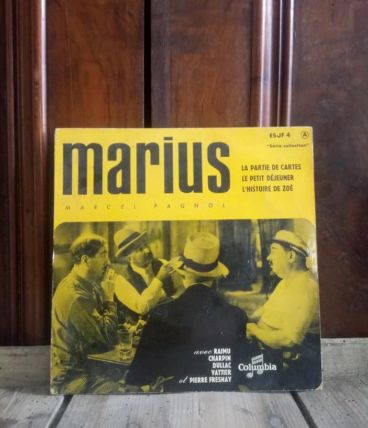 ESJF 4 A
"Série collection"
marius
MARCEL PAGNOL
LA PARTIE DE CARTES
LE PETIT DÉJEUNER
L'HISTOIRE DE ZOÉ
avec RAIMU
CHARPIN
DULLAC
VATTIER
et PIERRE FRESNAY
Columbia